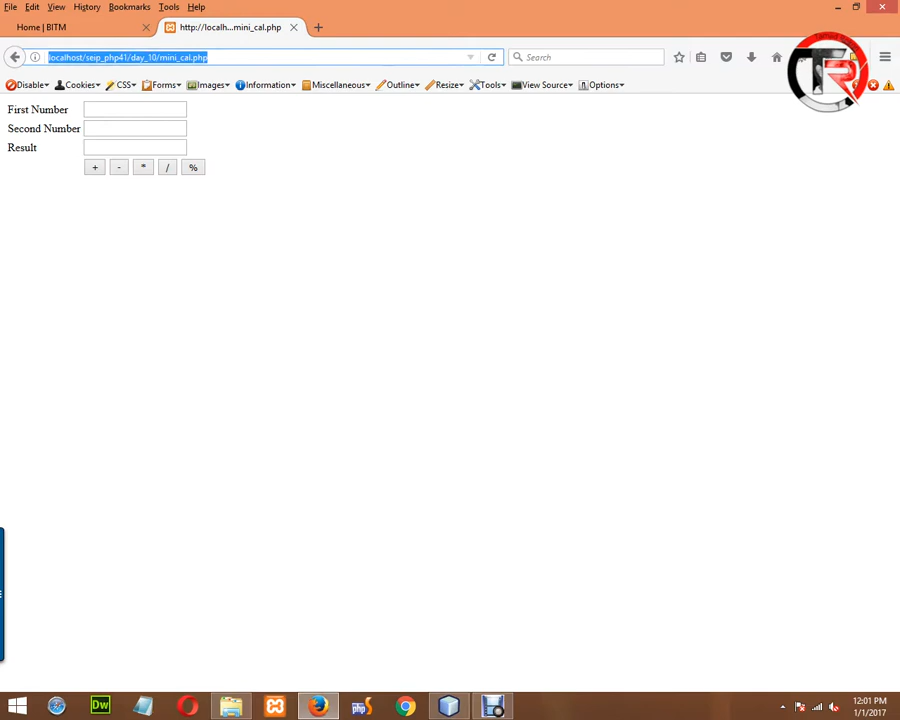 File Edit View History Bookmarks Tools Help
Home | BITM
http://localh...mini_cal.php
localhost/seip_php41/day_10/mini_cal.php
Search
Disable Cookies CSS Forms Images Information Miscellaneous Outline Resize Tools View Source Options
First Number
Second Number
Result
+ - * / %
Dw
php
12:01 PM
1/1/2017